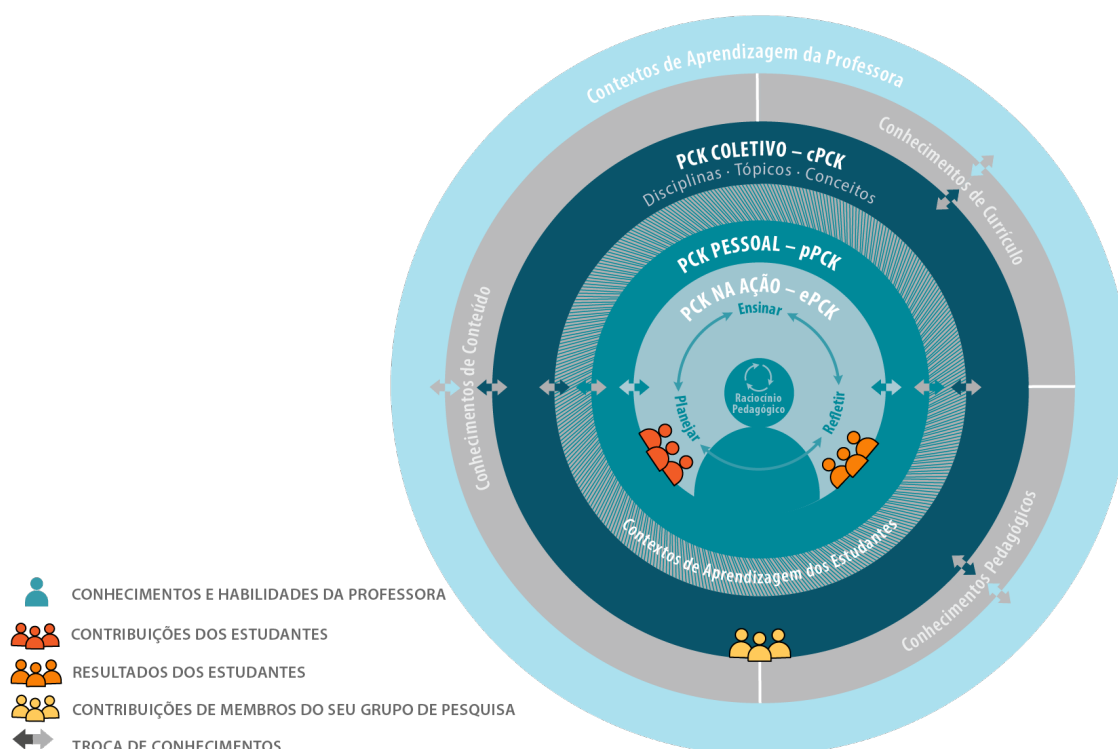 Contextos de Aprendizagem da Professora
Conhecimentos de Currículo
PCK COLETIVO – cPCK
Disciplinas · Tópicos · Conceitos
PCK PESSOAL – pPCK
PCK NA AÇÃO – ePCK
Ensinar
Conhecimentos de Conteúdo
Raciocínio
Pedagógico
Planejar
Refletir
Contextos de Aprendizagem dos Estudantes
Conhecimentos Pedagógicos
CONHECIMENTOS E HABILIDADES DA PROFESSORA
CONTRIBUIÇÕES DOS ESTUDANTES
RESULTADOS DOS ESTUDANTES
CONTRIBUIÇÕES DE MEMBROS DO SEU GRUPO DE PESQUISA
TROCA DE CONHECIMENTOS